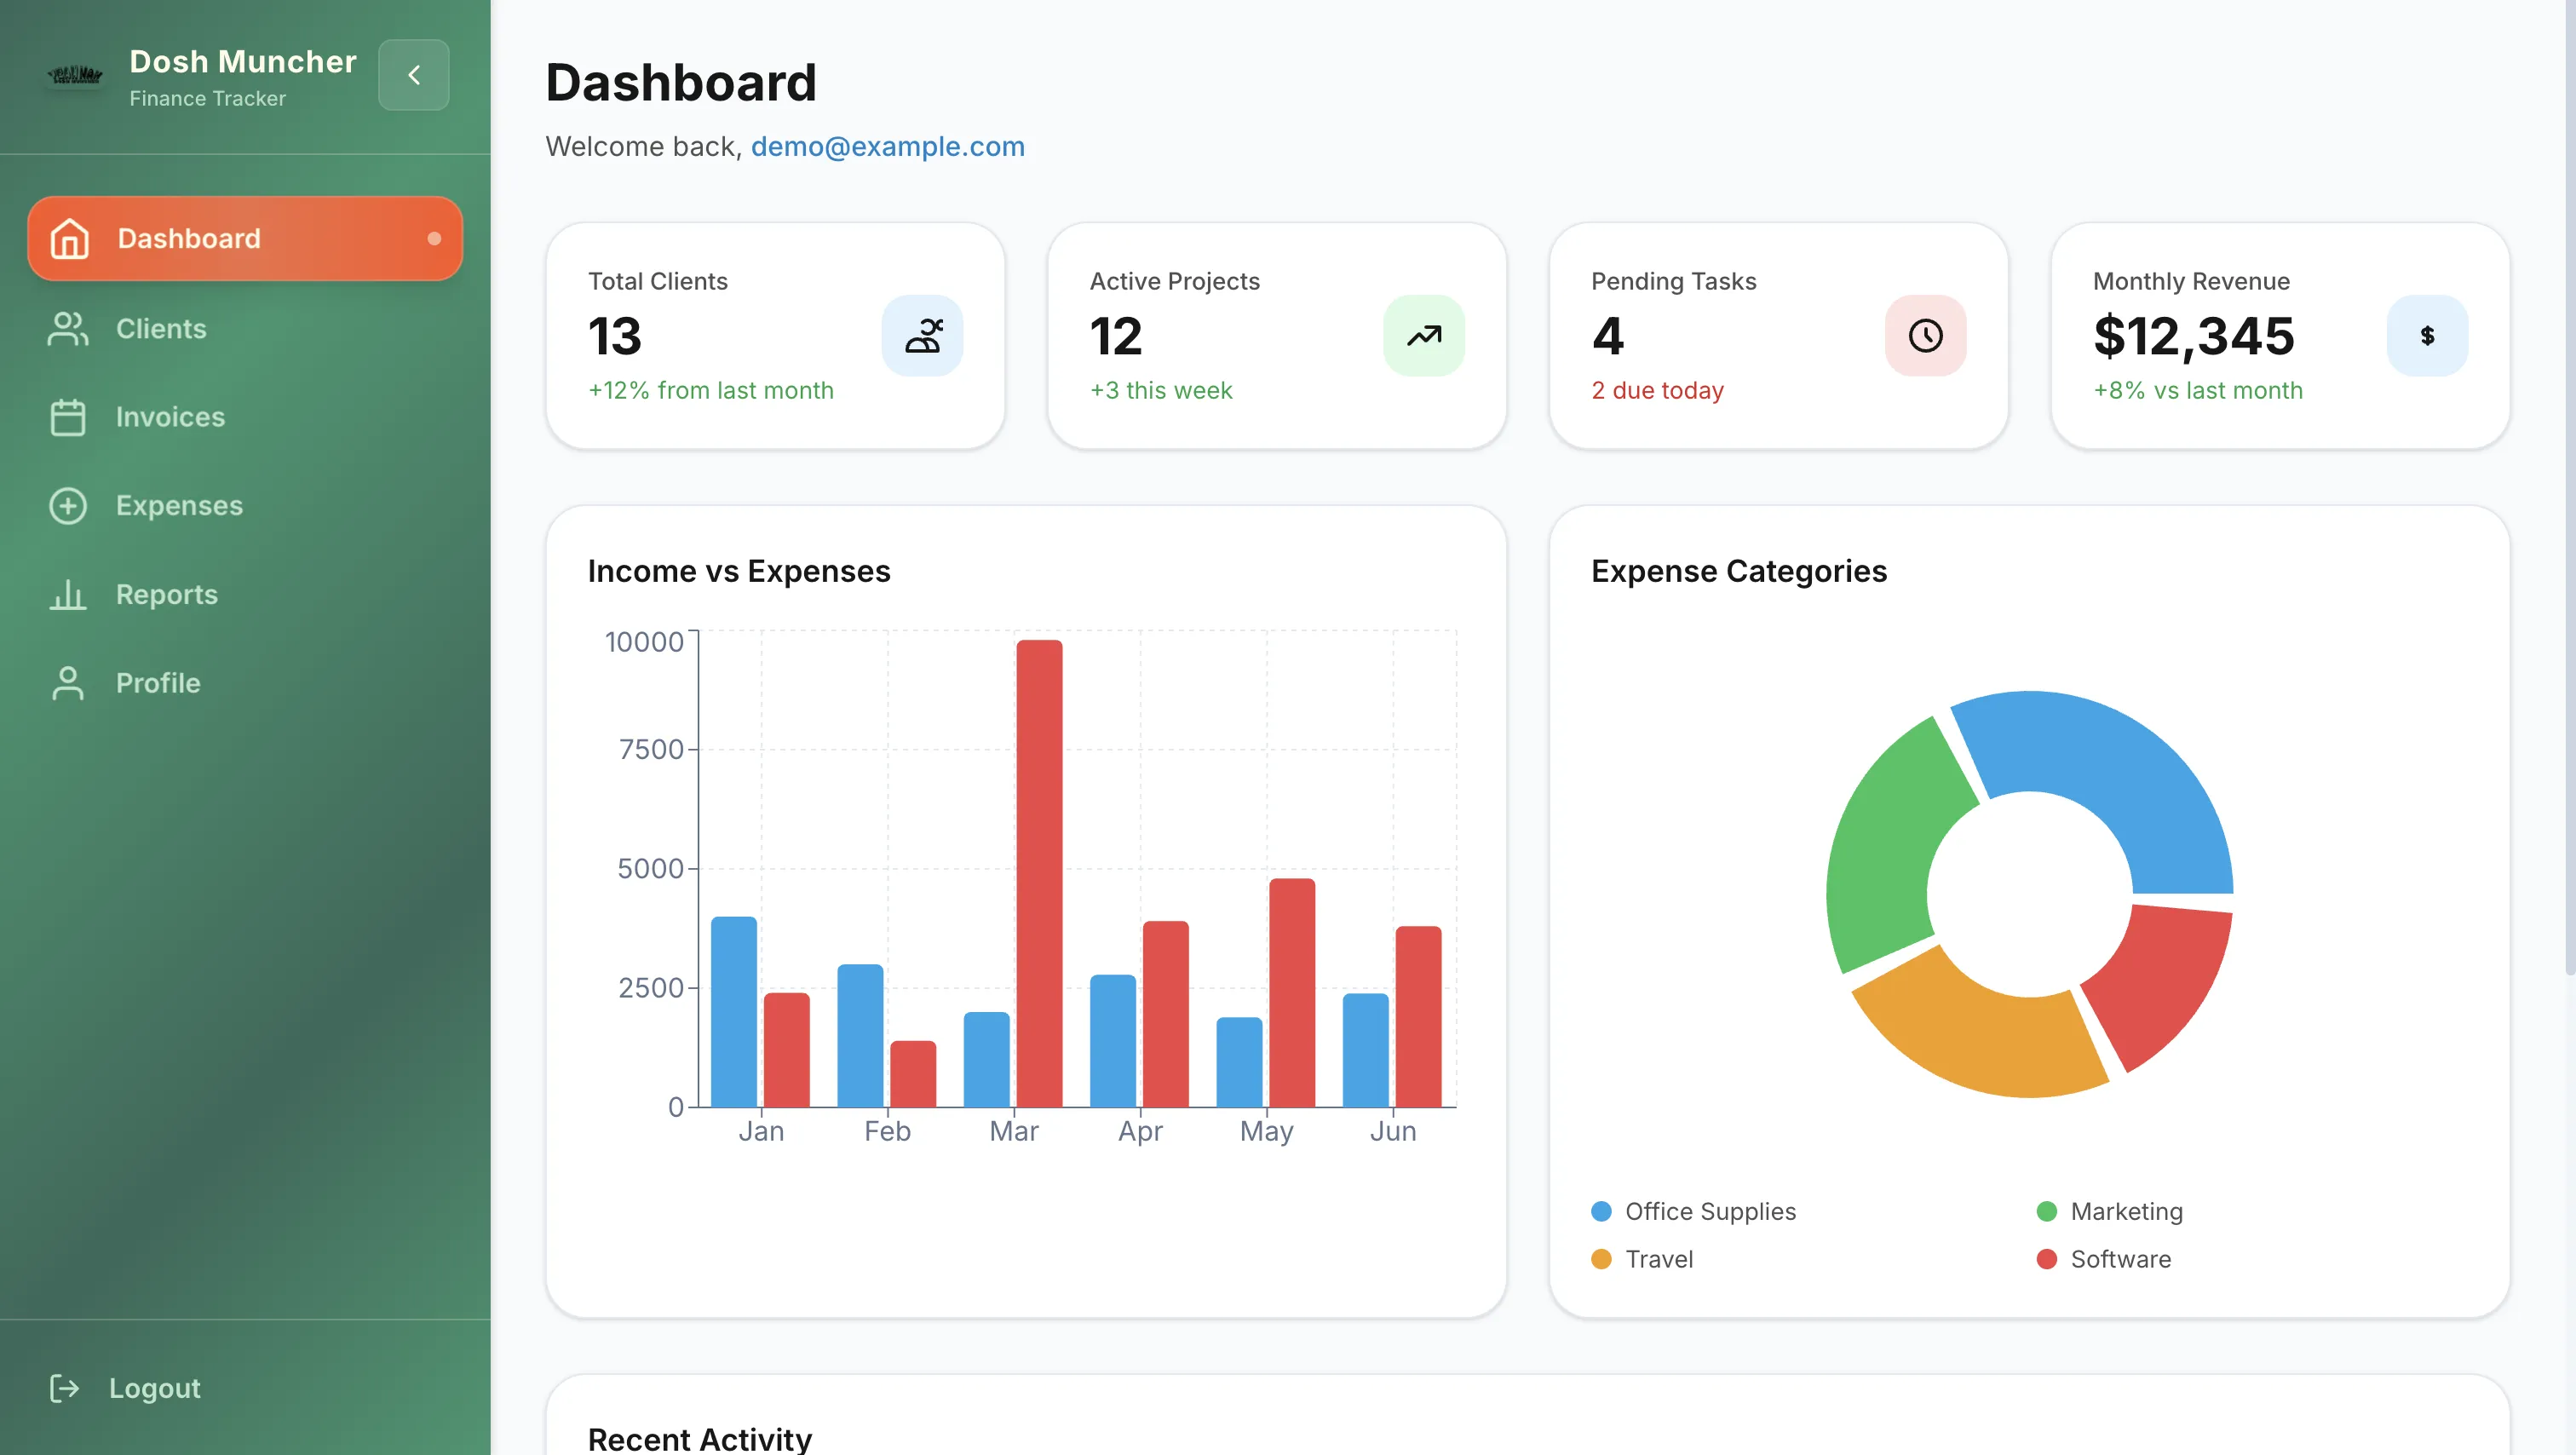 Dosh Muncher
Finance Tracker
Dashboard
Clients
Invoices
Expenses
Reports
Profile
Logout
Dashboard
Welcome back, demo@example.com
Total Clients
13
+12% from last month
Active Projects
12
+3 this week
Pending Tasks
4
2 due today
Monthly Revenue
$12,345
+8% vs last month
$
Income vs Expenses
10000
7500
5000
2500
0
Jan Feb Mar Apr May Jun
Expense Categories
Office Supplies
Marketing
Travel
Software
Recent Activity